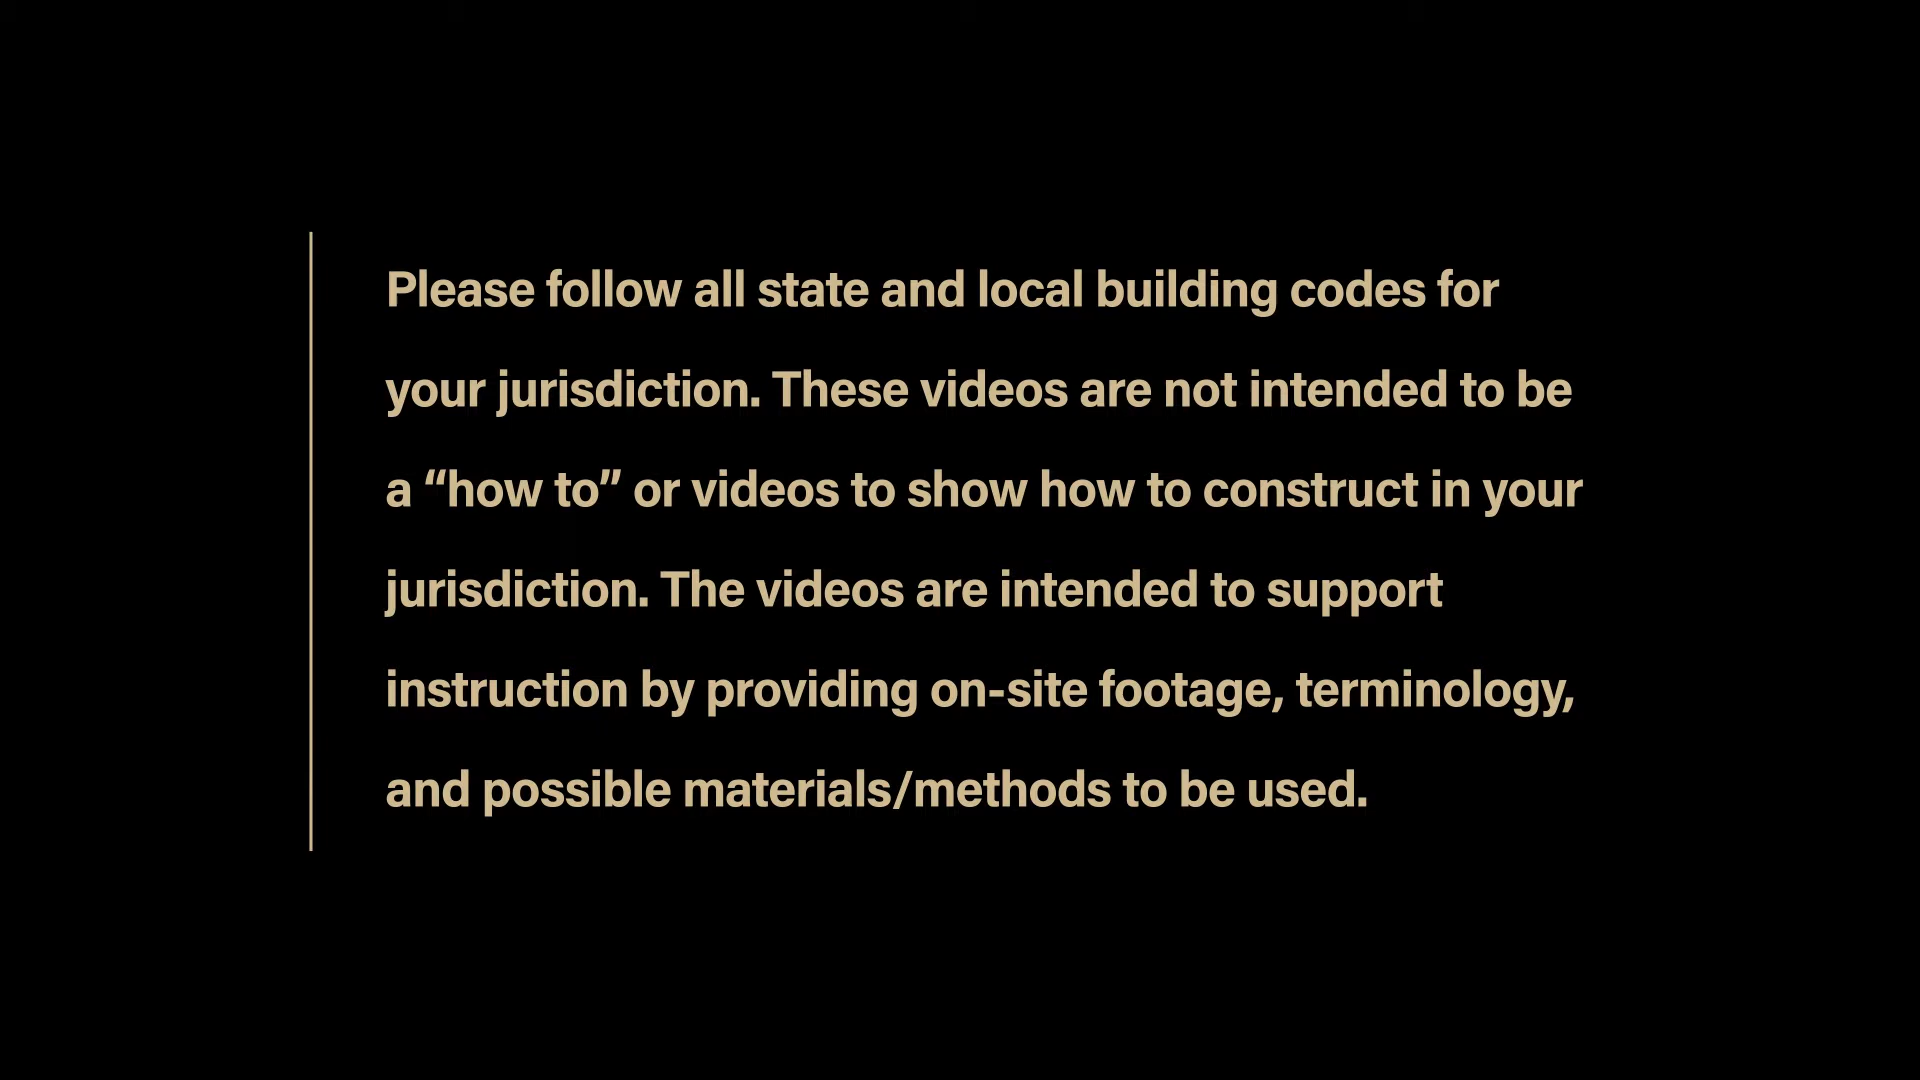 Please follow all state and local building codes for
your jurisdiction. These videos are not intended to be
a “how to” or videos to show how to construct in your
jurisdiction. The videos are intended to support
instruction by providing on-site footage, terminology,
and possible materials/methods to be used.